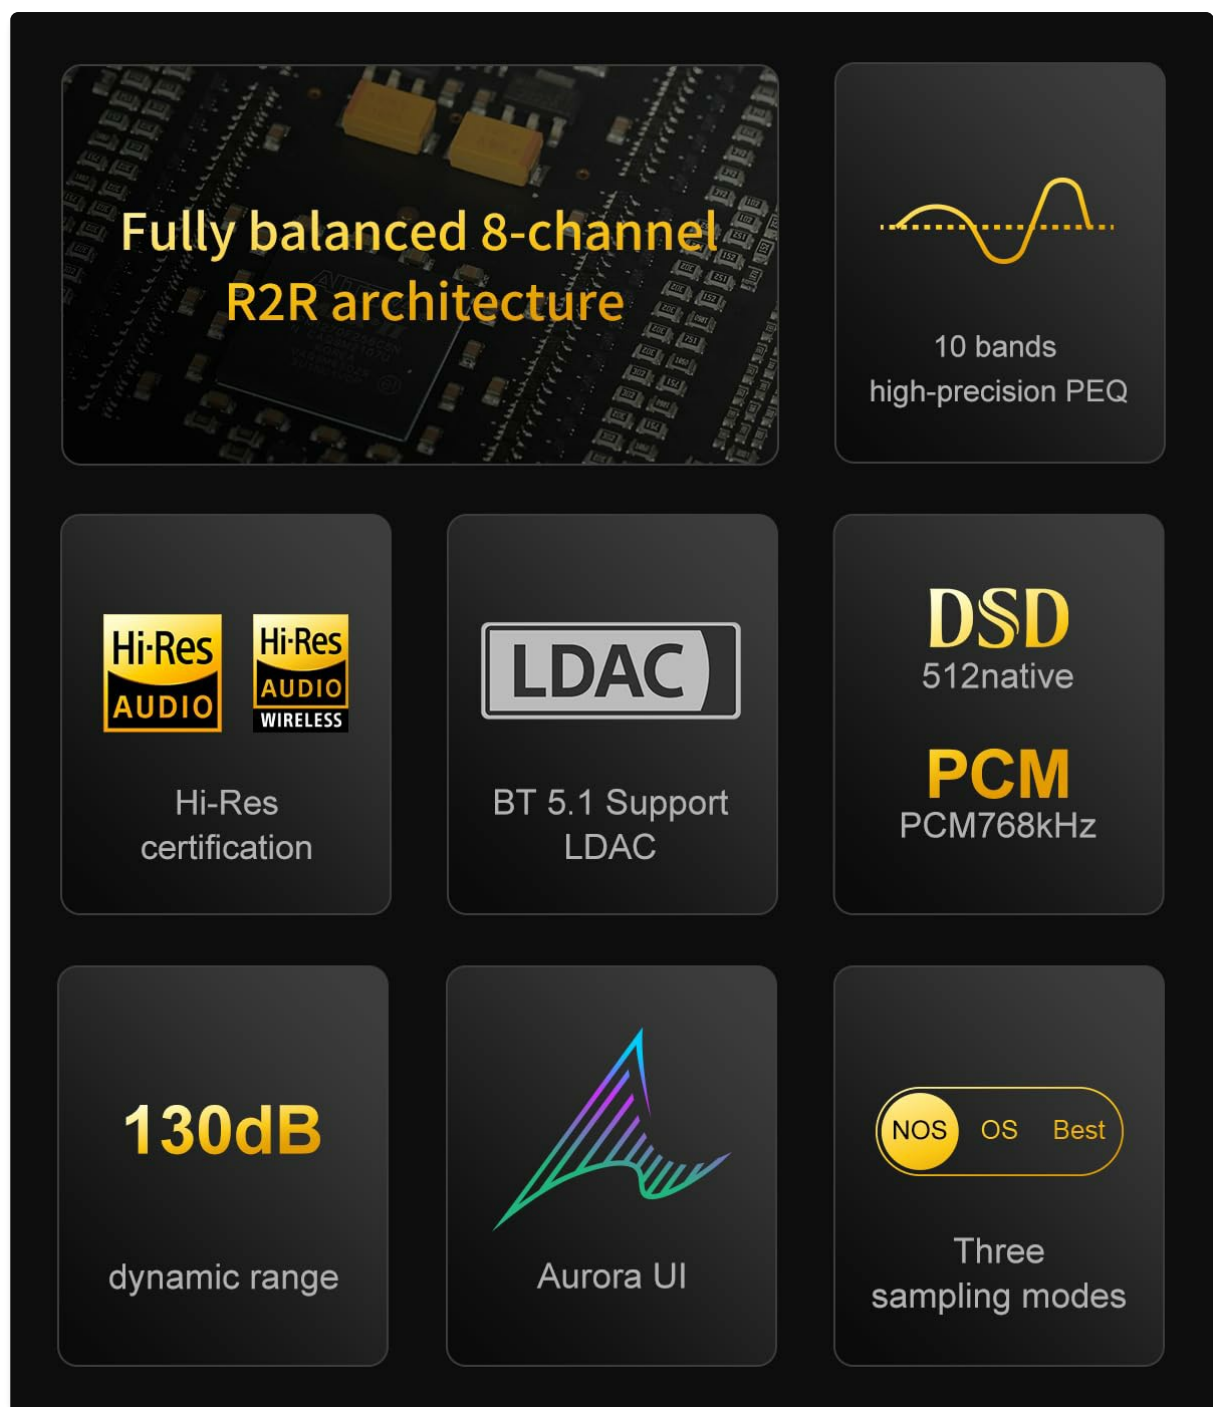 Fully balanced 8-channel
R2R architecture
10 bands
high-precision PEQ
Hi-Res
AUDIO
Hi-Res
AUDIO
WIRELESS
Hi-Res
certification
LDAC
BT 5.1 Support
LDAC
DSD
512native
PCM
PCM768kHz
130dB
dynamic range
Aurora UI
NOS OS Best
Three
sampling modes